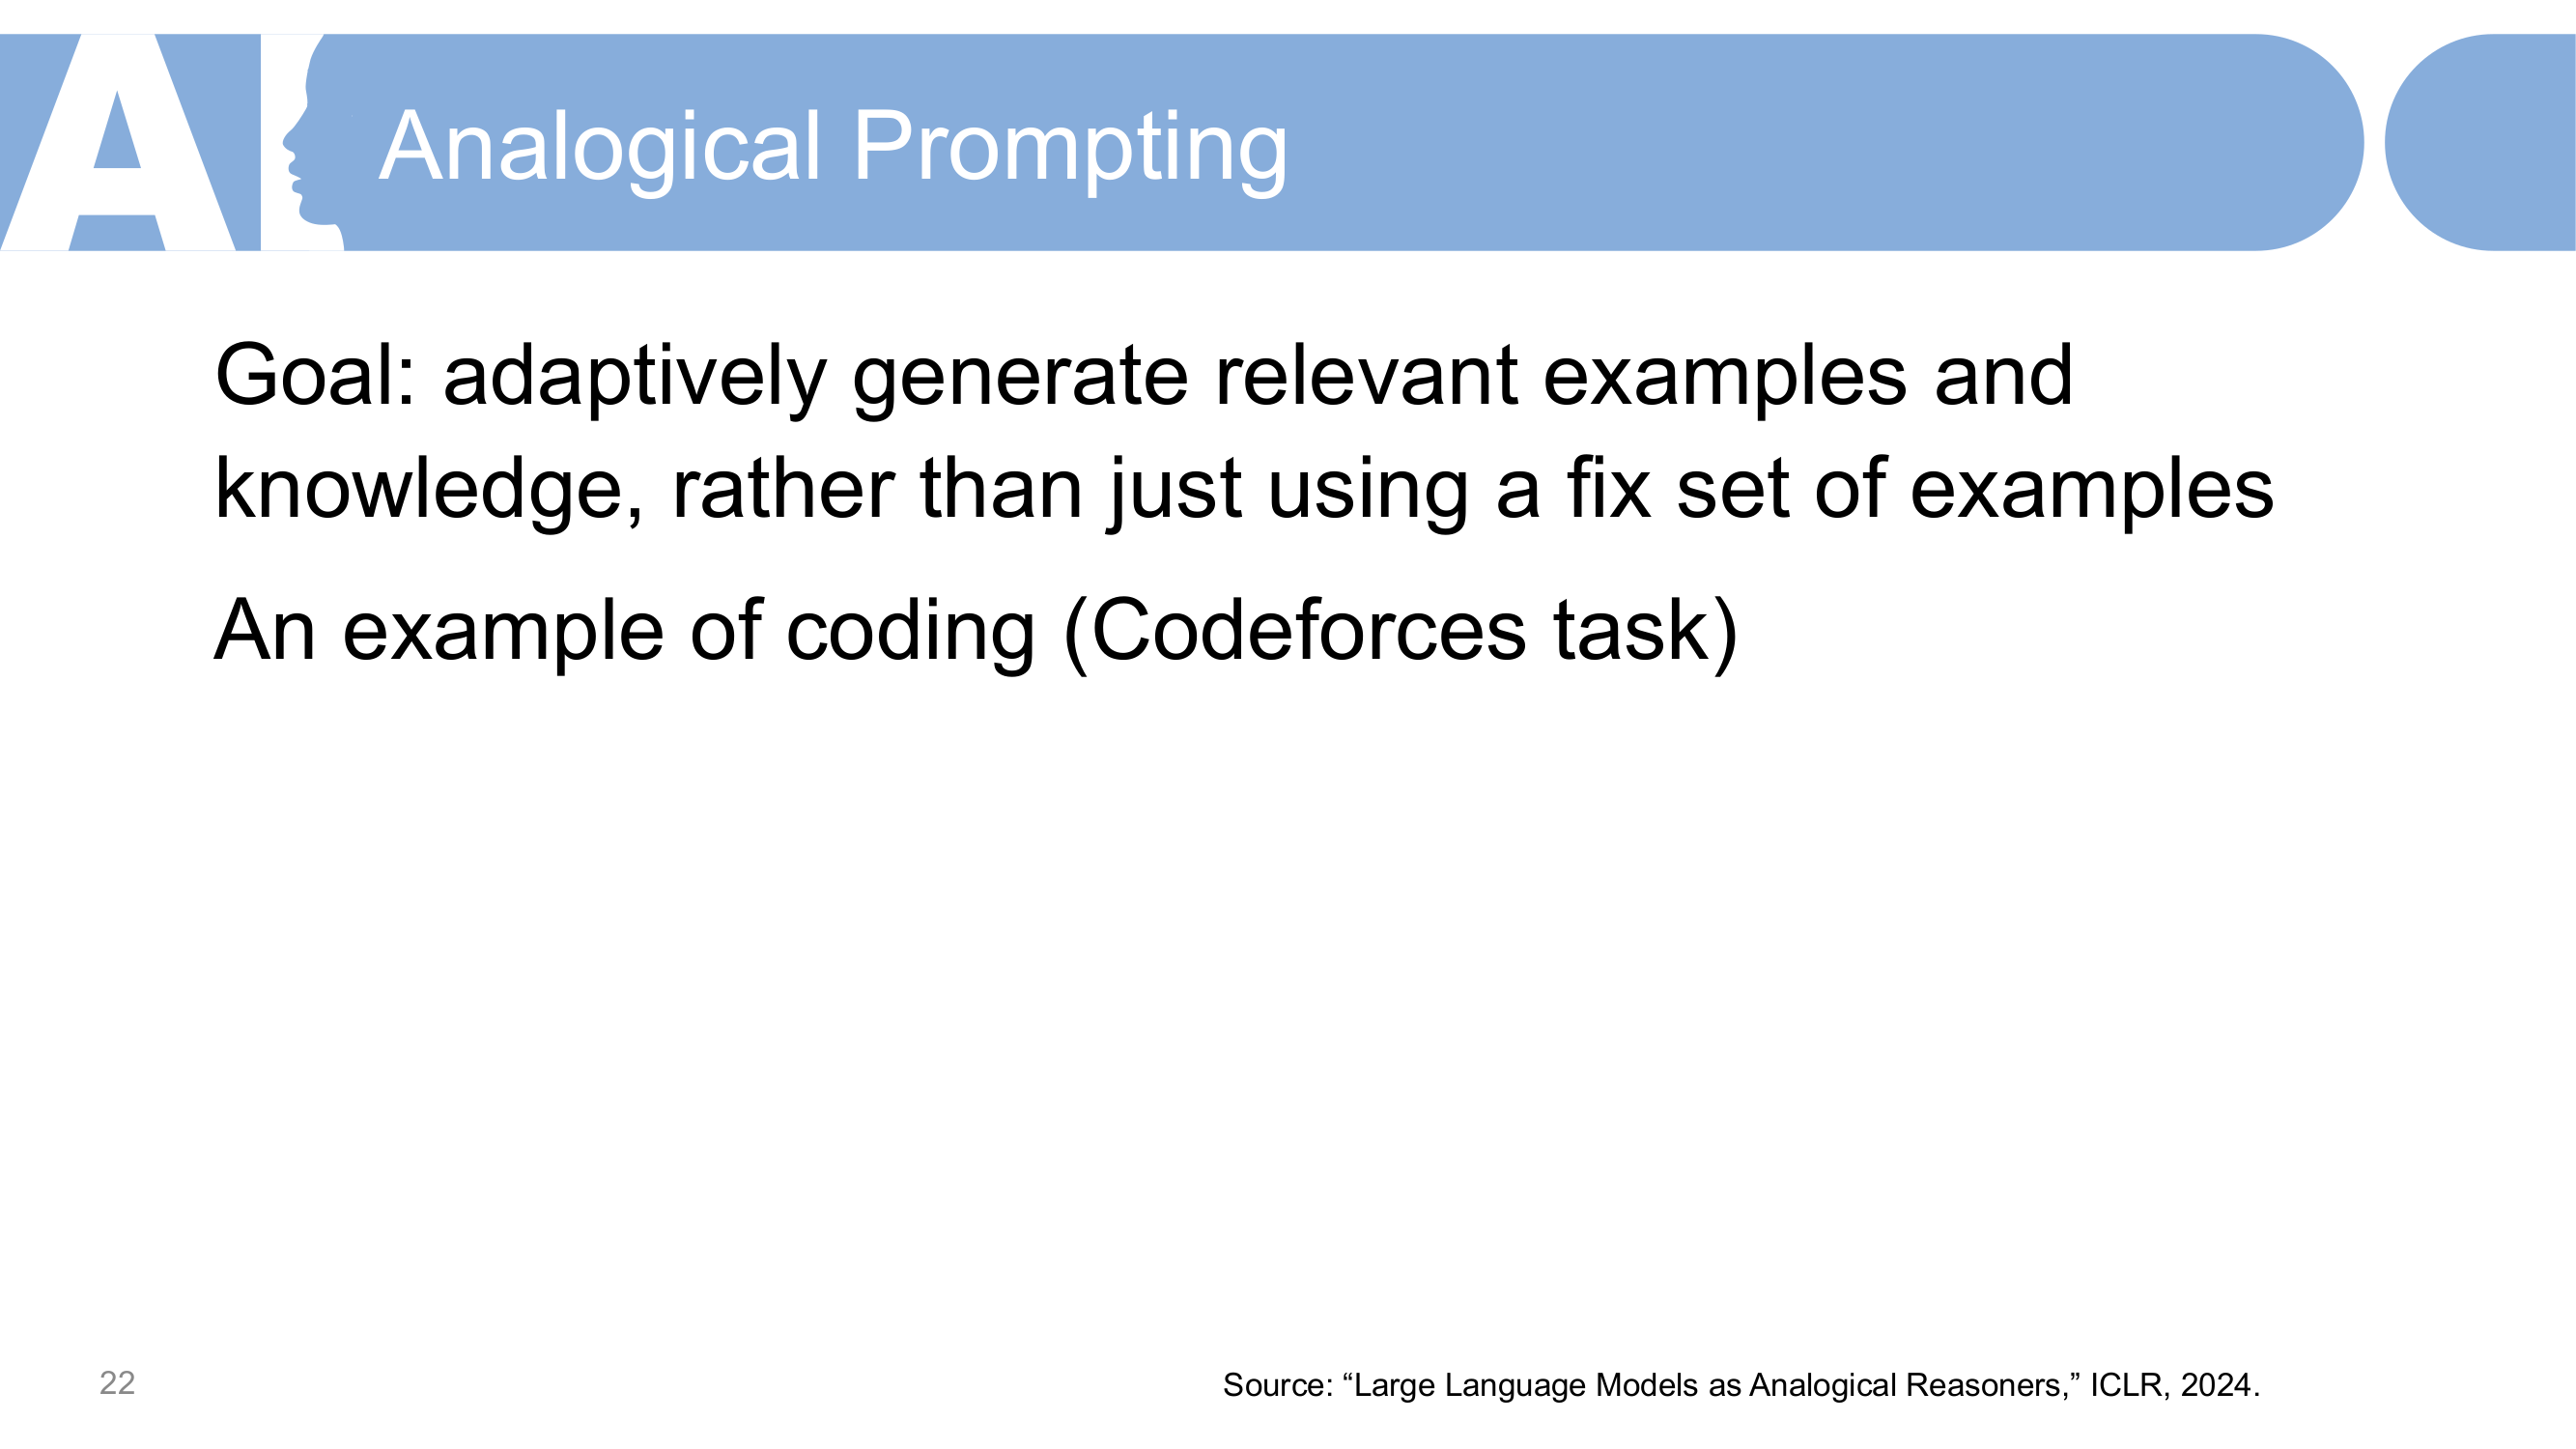 AI
Analogical Prompting
Goal: adaptively generate relevant examples and
knowledge, rather than just using a fix set of examples
An example of coding (Codeforces task)
22
Source: “Large Language Models as Analogical Reasoners,” ICLR, 2024.